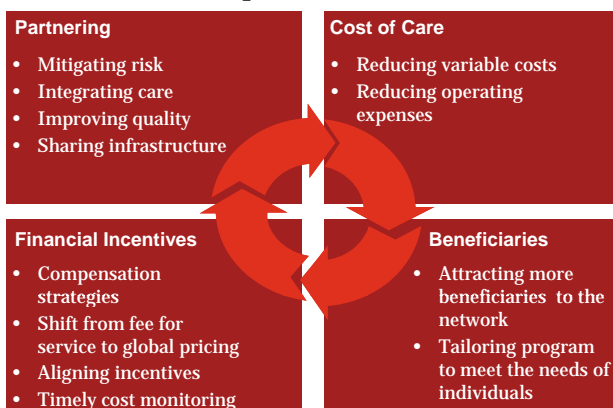 Partnering
• Mitigating risk
• Integrating care
• Improving quality
• Sharing infrastructure
Cost of Care
• Reducing variable costs
• Reducing operating
expenses
Financial Incentives
• Compensation
strategies
• Shift from fee for
service to global pricing
• Aligning incentives
• Timely cost monitoring
Beneficiaries
• Attracting more
beneficiaries to the
network
• Tailoring program
to meet the needs of
individuals